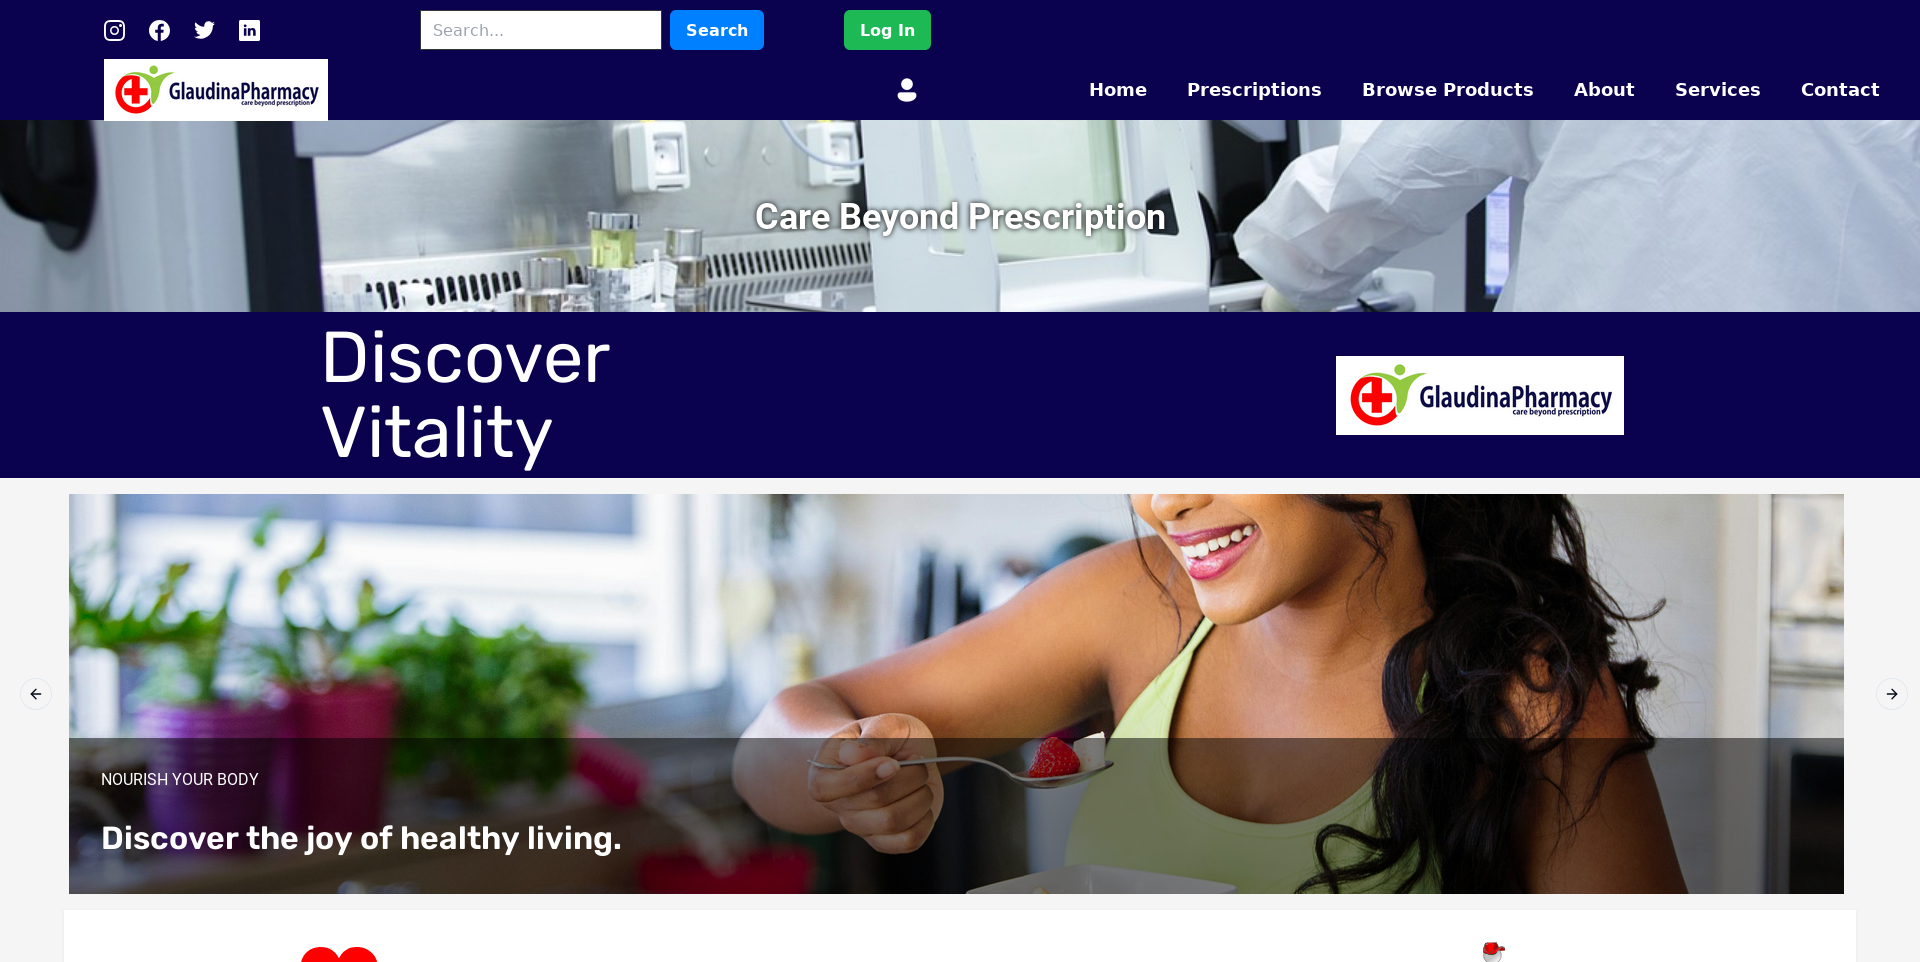 Search...
Search
Log In
GlaudinaPharmacy
care beyond prescription
Home
Prescriptions
Browse Products
About
Services
Contact
Care Beyond Prescription
Discover
Vitality
GlaudinaPharmacy
care beyond prescription
NOURISH YOUR BODY
Discover the joy of healthy living.